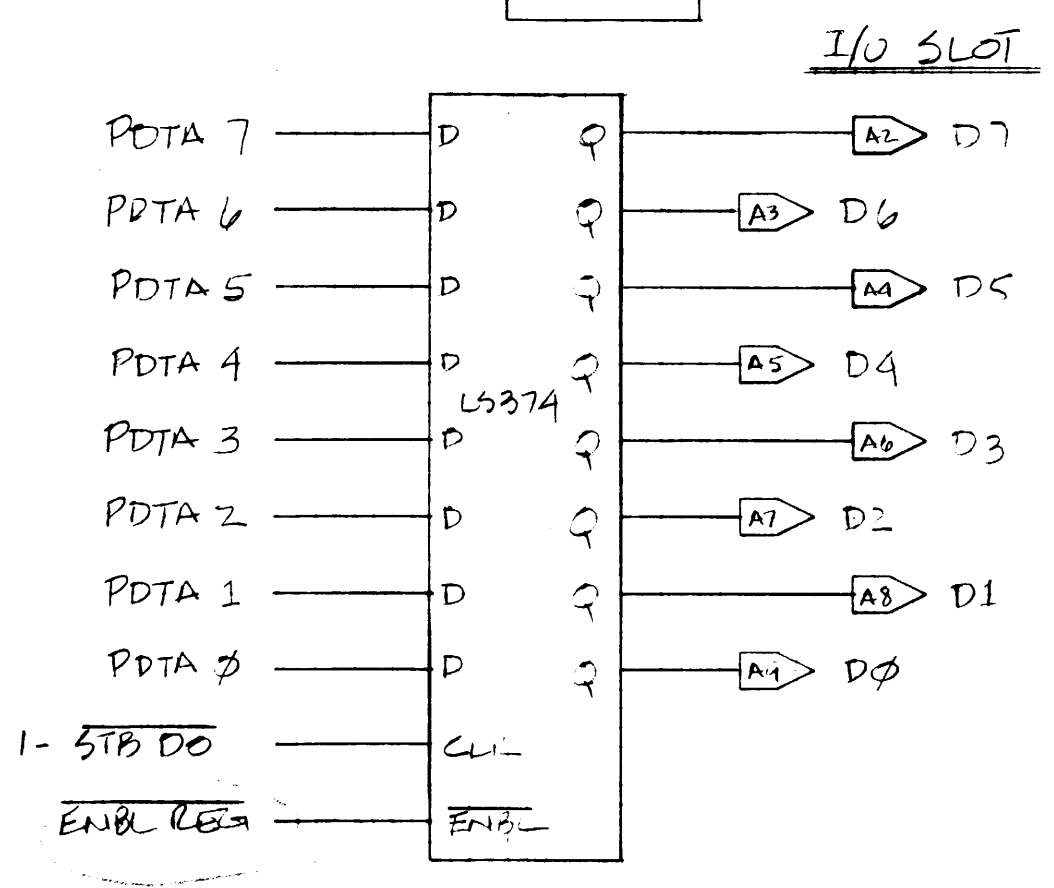 I/O SLOT
PDTA 7 D Q A2 D7
PDTA 6 D Q A3 D6
PDTA 5 D Q A4 D5
PDTA 4 D Q A5 D4
LS374
PDTA 3 D Q A6 D3
PDTA 2 D Q A7 D2
PDTA 1 D Q A8 D1
PDTA Ø D Q A9 DØ
1- STB DO CLK
ENBL REG ENBL